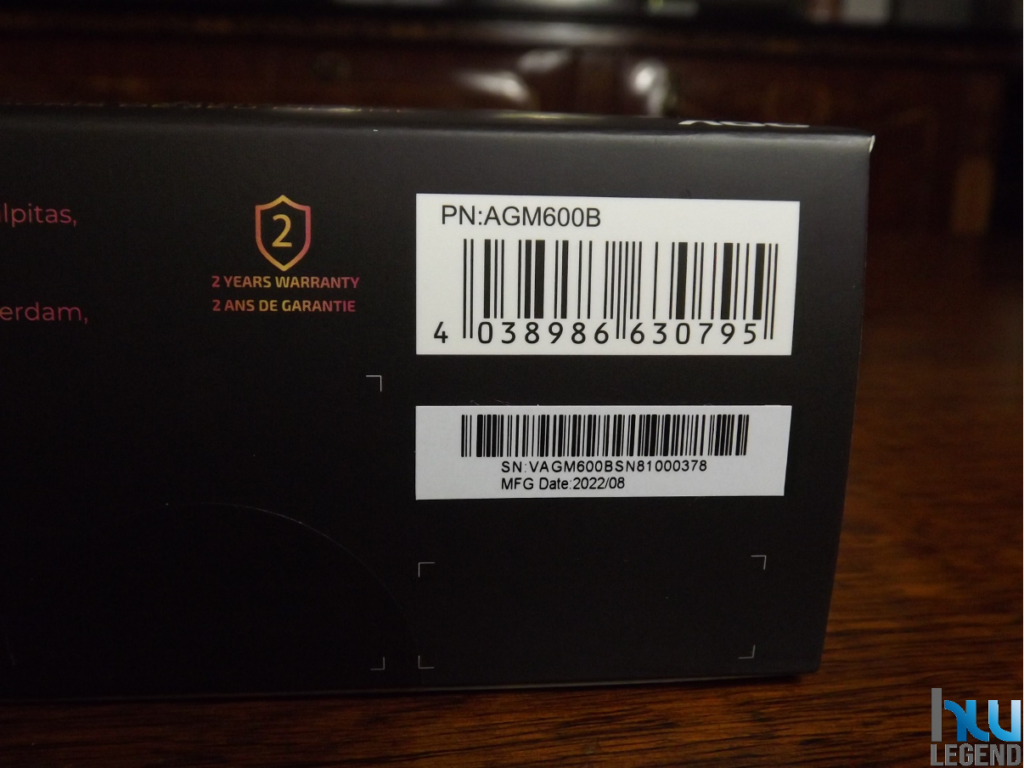 lpitas,
erdam,
2
2 YEARS WARRANTY
2 ANS DE GARANTIE
PN:AGM600B
4 038986 630795
SN:VAGM600BSN81000378
MFG Date:2022/08
LEGEND